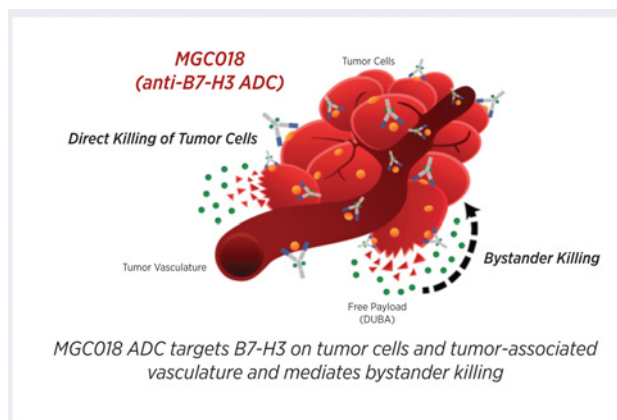 MGC018
(anti-B7-H3 ADC)
Tumor Cells
Direct Killing of Tumor Cells
Tumor Vasculature
Bystander Killing
Free Payload
(DUBA)
MGC018 ADC targets B7-H3 on tumor cells and tumor-associated
vasculature and mediates bystander killing